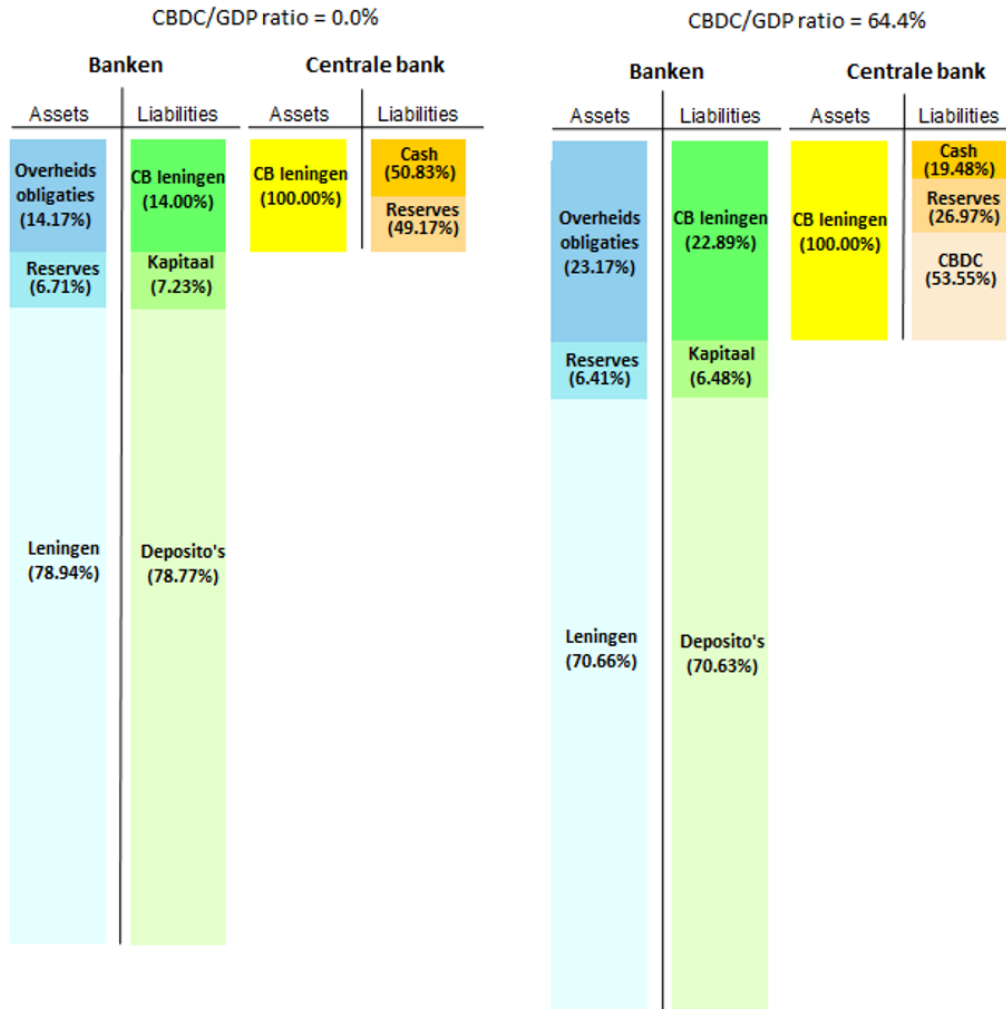 CBDC/GDP ratio = 0.0%
Banken
Centrale bank
Assets
Liabilities
Assets
Liabilities
Overheids
obligaties
(14.17%)
CB leningen
(14.00%)
CB leningen
(100.00%)
Cash
(50.83%)
Reserves
(49.17%)
Reserves
(6.71%)
Kapitaal
(7.23%)
Leningen
(78.94%)
Deposito's
(78.77%)
CBDC/GDP ratio = 64.4%
Banken
Centrale bank
Assets
Liabilities
Assets
Liabilities
Overheids
obligaties
(23.17%)
CB leningen
(22.89%)
CB leningen
(100.00%)
Cash
(19.48%)
Reserves
(26.97%)
CBDC
(53.55%)
Reserves
(6.41%)
Kapitaal
(6.48%)
Leningen
(70.66%)
Deposito's
(70.63%)